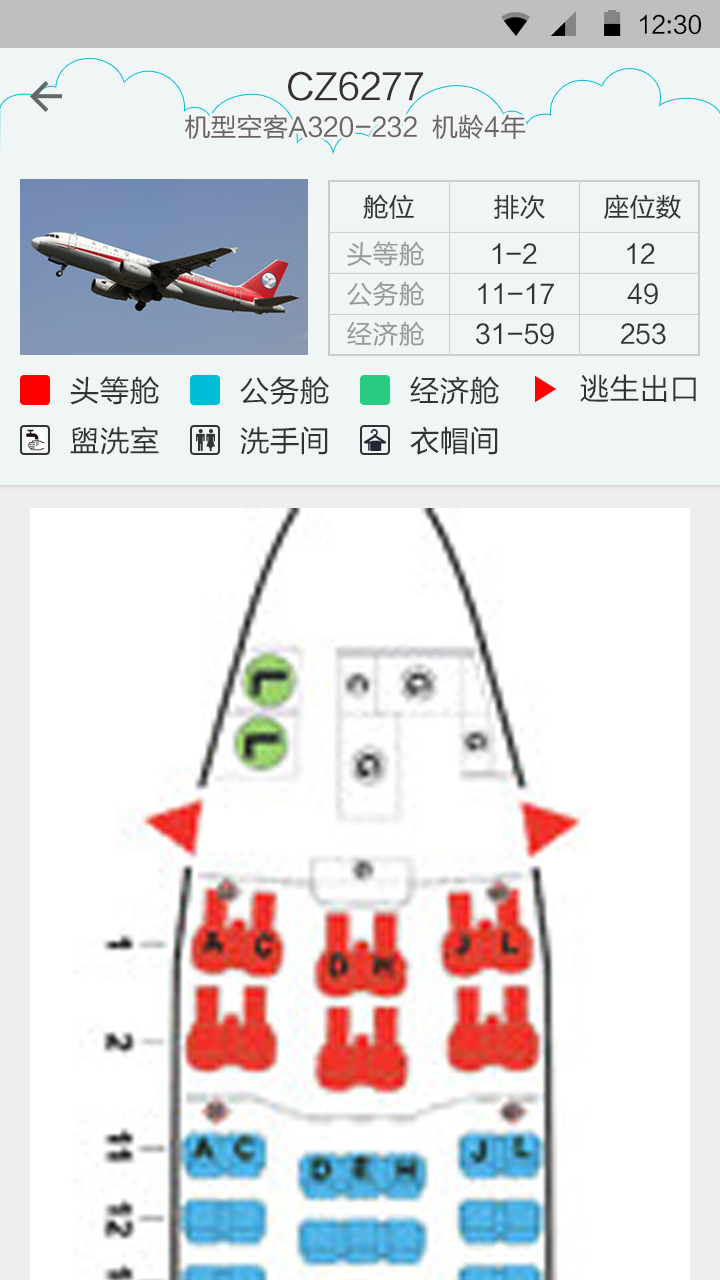 12:30
CZ6277
机型空客A320-232 机龄4年
舱位 排次 座位数
头等舱 1-2 12
公务舱 11-17 49
经济舱 31-59 253
头等舱 公务舱 经济舱 逃生出口
盥洗室 洗手间 衣帽间
L
G G
L
G G
G
1 A C D H J L
2
11 A C D E H J L
12